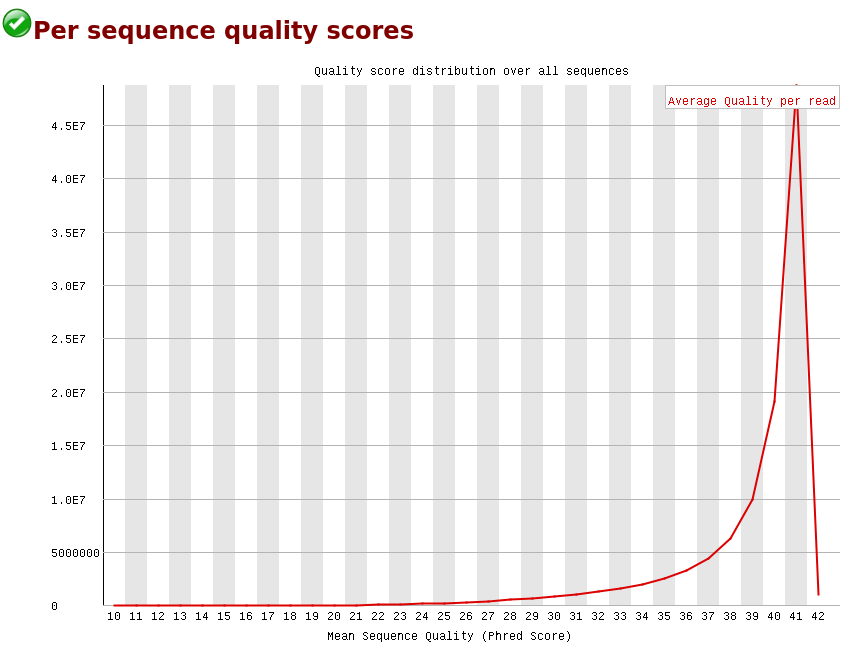 Per sequence quality scores
Quality score distribution over all sequences
Average Quality per read
4.5E7
4.0E7
3.5E7
3.0E7
2.5E7
2.0E7
1.5E7
1.0E7
5000000
0
10 11 12 13 14 15 16 17 18 19 20 21 22 23 24 25 26 27 28 29 30 31 32 33 34 35 36 37 38 39 40 41 42
Mean Sequence Quality (Phred Score)